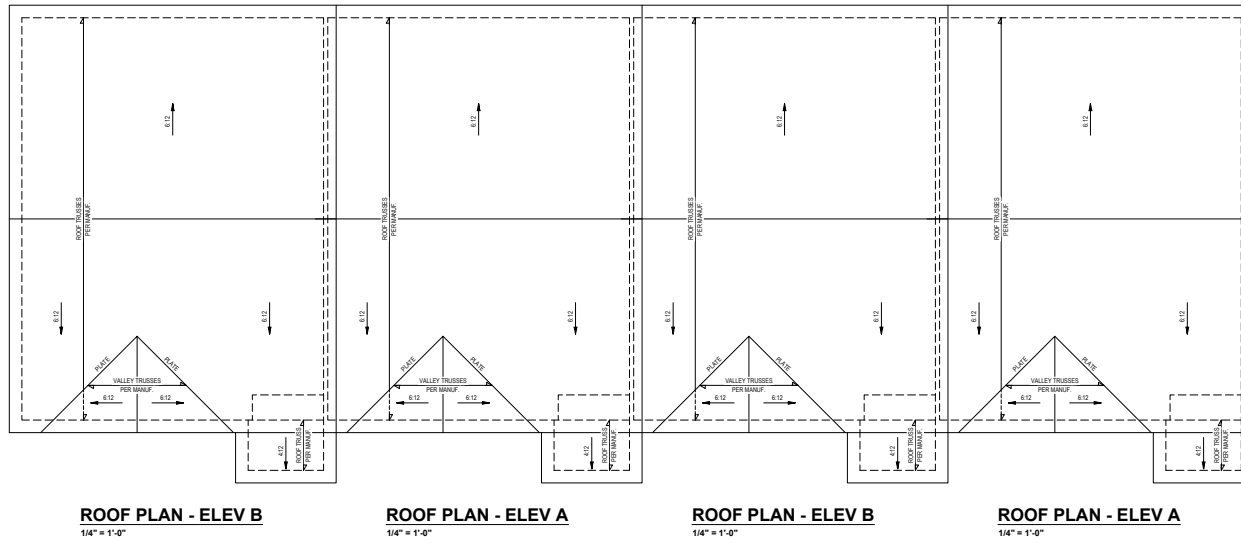 6:12
6:12
6:12
6:12
ROOF TRUSSES
PER MANUF.
ROOF TRUSSES
PER MANUF.
ROOF TRUSSES
PER MANUF.
ROOF TRUSSES
PER MANUF.
6:12
6:12
6:12
6:12
6:12
6:12
6:12
6:12
PLATE
PLATE
PLATE
PLATE
PLATE
PLATE
PLATE
PLATE
VALLEY TRUSSES
PER MANUF.
6:12 6:12
VALLEY TRUSSES
PER MANUF.
6:12 6:12
VALLEY TRUSSES
PER MANUF.
6:12 6:12
VALLEY TRUSSES
PER MANUF.
6:12 6:12
4:12
ROOF TRUSS
PER MANUF.
4:12
ROOF TRUSS
PER MANUF.
4:12
ROOF TRUSS
PER MANUF.
4:12
ROOF TRUSS
PER MANUF.
ROOF PLAN - ELEV B
1/4" = 1'-0"
ROOF PLAN - ELEV A
1/4" = 1'-0"
ROOF PLAN - ELEV B
1/4" = 1'-0"
ROOF PLAN - ELEV A
1/4" = 1'-0"